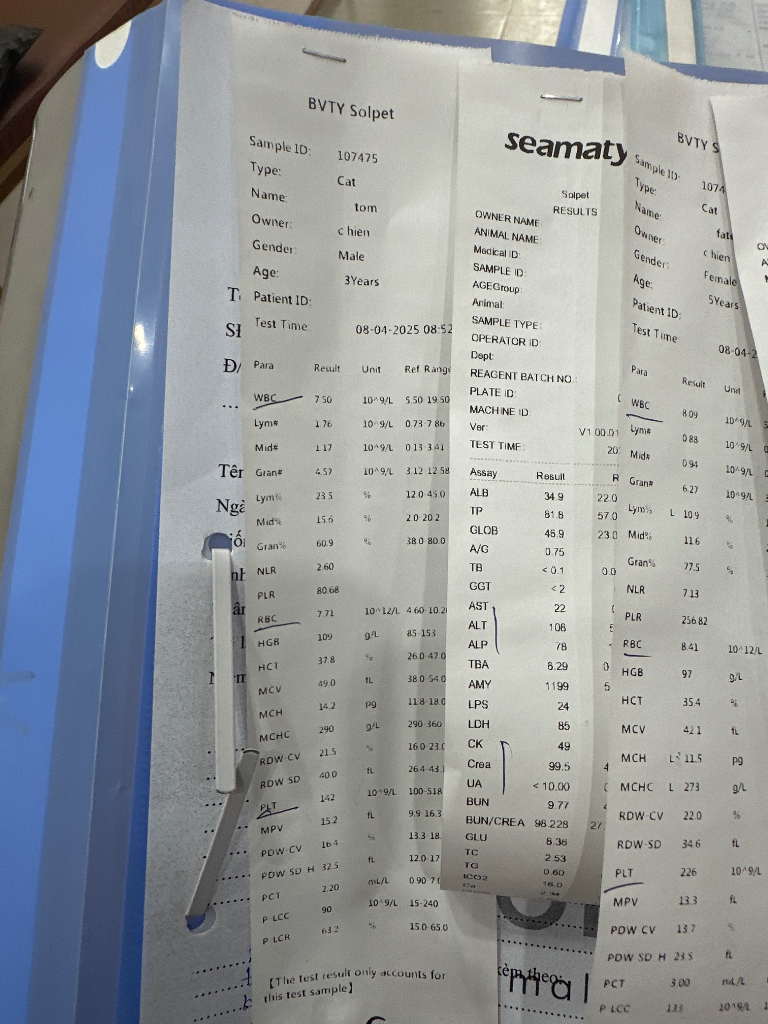 BVTY Solpet
Sample ID: 107475
Type: Cat
Name: tom
Owner: c hien
Gender: Male
Age: 3Years
Patient ID:
Test Time: 08-04-2025 08:52
Para Result Unit Ref Range
WBC 7.50 10^9/L 5.50 19.50
Lym# 1.76 10^9/L 0.73-7.86
Mid# 1.17 10^9/L 0.13 3.41
Gran# 4.57 10^9/L 3.12 12.58
Lym% 23.5 % 12.0 45.0
Mid% 15.6 % 2.0-20.2
Gran% 60.9 % 38.0-80.0
NLR 2.60
PLR 80.68
RBC 7.71 10^12/L 4.60-10.20
HGB 109 g/L 85-153
HCT 37.8 % 26.0-47.0
MCV 49.0 fL 38.0-54.0
MCH 14.2 pg 11.8-18.0
MCHC 290 g/L 290-360
RDW-CV 21.5 % 16.0-23.0
RDW SD 40.0 fL 26.4-43.1
PLT 142 10^9/L 100-518
MPV 15.2 fL 9.9-16.3
PDW-CV 16.4 % 13.3-18.
PDW SD H 32.5 fL 12.0-17
PCT 2.20 mL/L 0.90-7.0
P LCC 90 10^9/L 15-240
P LCR 63.2 % 15.0-65.0
【The test result only accounts for
this test sample】
seamaty
Solpet
RESULTS
OWNER NAME:
ANIMAL NAME:
Medical ID:
SAMPLE ID:
AGEGroup:
Animal:
SAMPLE TYPE:
OPERATOR ID:
Dept:
REAGENT BATCH NO.:
PLATE ID:
MACHINE ID:
Ver: V1.00.01
TEST TIME: 20
Assay Result R
ALB 34.9 22.0
TP 81.8 57.0
GLOB 46.9 23.0
A/G 0.75
TB < 0.1 0.0
GGT < 2
AST 22
ALT 108
ALP 78
TBA 6.29 0
AMY 1199 5
LPS 24
LDH 85
CK 49
Crea 99.5 4
UA < 10.00
BUN 9.77
BUN/CREA 98.228 27.
GLU 6.36
TC 2.53
TG 0.60
tCO2 16.0
Ca
BVTY S
Sample ID: 1074
Type: Cat
Name: fat
Owner: c hien
Gender: Female
Age: 5Years
Patient ID:
Test Time: 08-04-2
Para Result Unit
WBC 8.09 10^9/L
Lym# 0.88 10^9/L
Mid# 0.94 10^9/L
Gran# 6.27 10^9/L
Lym% L 10.9 %
Mid% 11.6 %
Gran% 77.5 %
NLR 7.13
PLR 256.82
RBC 8.41 10^12/L
HGB 97 g/L
HCT 35.4 %
MCV 42.1 fL
MCH L 11.5 pg
MCHC L 273 g/L
RDW-CV 22.0 %
RDW-SD 34.6 fL
PLT 226 10^9/L
MPV 13.3 fL
PDW CV 13.7 %
PDW SD H 23.5 fL
PCT 3.00 mL/L
P LCC 133 10^9/L
Tên
Ngà
kèm theo:
mal